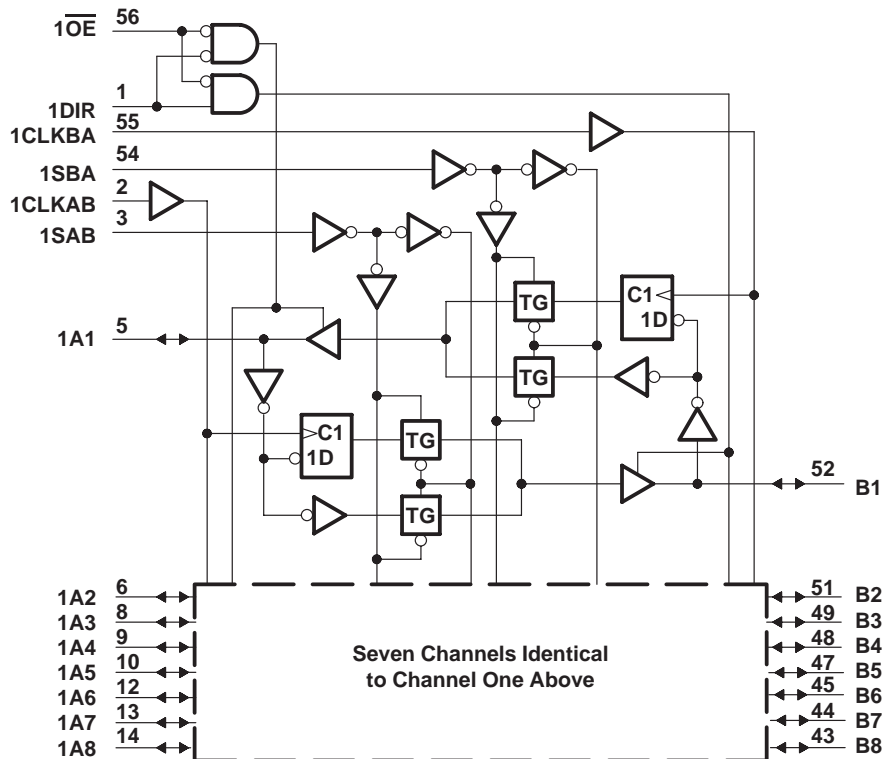 1OE 56
1DIR 1
1CLKBA 55
1SBA 54
1CLKAB 2
1SAB 3
TG
C1
1D
1A1 5
TG
C1
1D
TG
52 B1
TG
1A2 6
1A3 8
1A4 9
1A5 10
1A6 12
1A7 13
1A8 14
Seven Channels Identical
to Channel One Above
51 B2
49 B3
48 B4
47 B5
45 B6
44 B7
43 B8